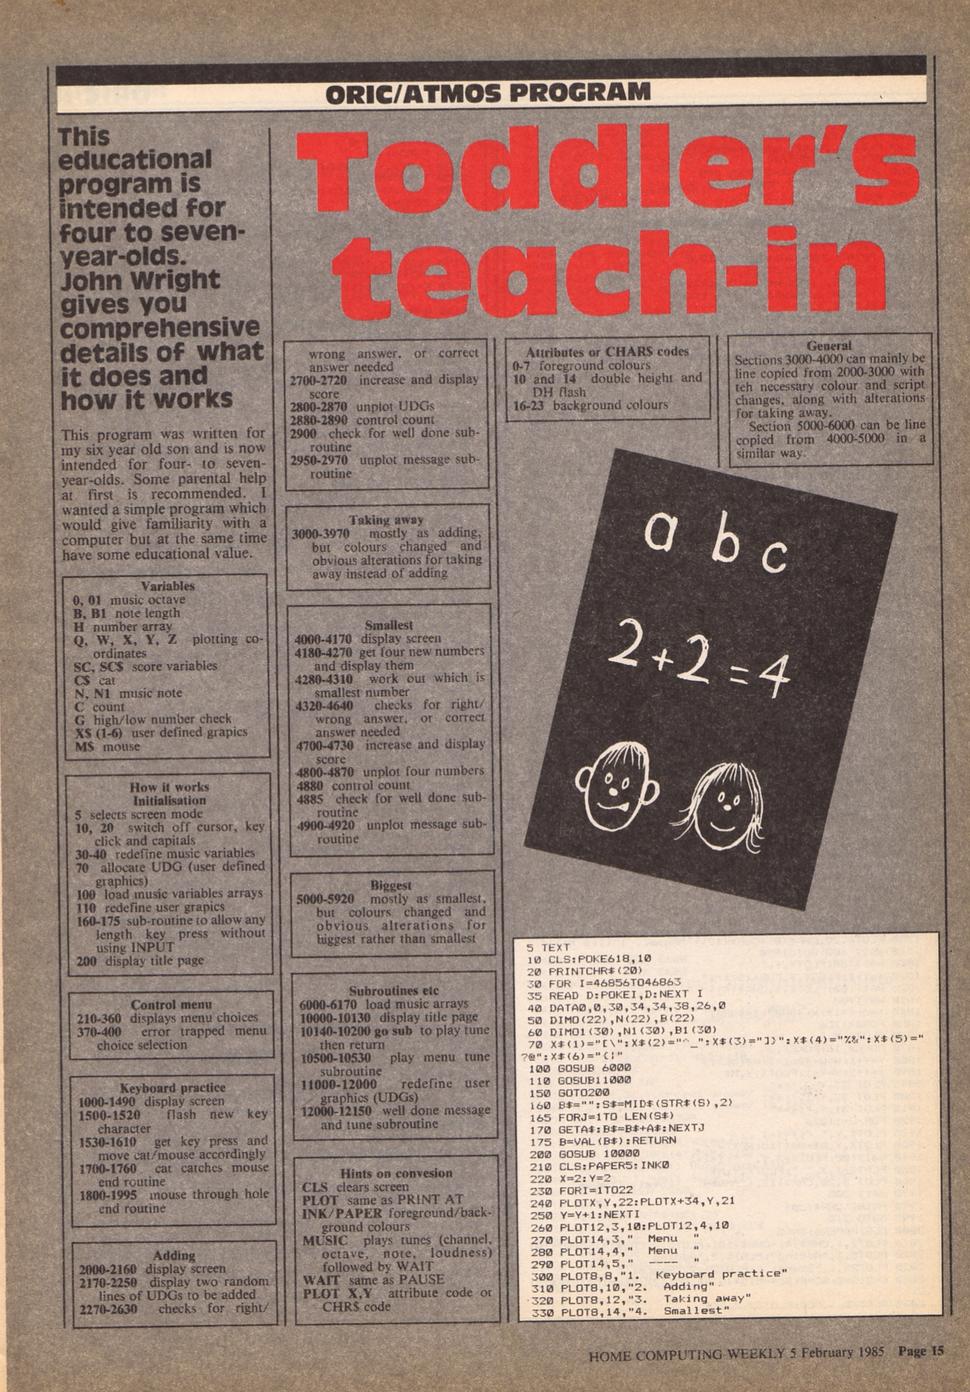 ORIC/ATMOS PROGRAM
This
educational
program is
intended for
four to seven-
year-olds.
John Wright
gives you
comprehensive
details of what
it does and
how it works
Toddler's
teach-in
This program was written for
my six year old son and is now
intended for four- to seven-
year-olds. Some parental help
at first is recommended. I
wanted a simple program which
would give familiarity with a
computer but at the same time
have some educational value.
Variables
0, 01 music octave
B, B1 note length
H number array
Q, W, X, Y, Z plotting co-
ordinates
SC, SC$ score variables
C$ cat
N, N1 music note
C count
G high/low number check
X$ (1-6) user defined grapics
M$ mouse
How it works
Initialisation
5 selects screen mode
10, 20 switch off cursor, key
click and capitals
30-40 redefine music variables
70 allocate UDG (user defined
graphics)
100 load music variables arrays
110 redefine user grapics
160-175 sub-routine to allow any
length key press without
using INPUT
200 display title page
Control menu
210-360 displays menu choices
370-400 error trapped menu
choice selection
Keyboard practice
1000-1490 display screen
1500-1520 flash new key
character
1530-1610 get key press and
move cat/mouse accordingly
1700-1760 cat catches mouse
end routine
1800-1995 mouse through hole
end routine
Adding
2000-2160 display screen
2170-2250 display two random
lines of UDGs to be added
2270-2630 checks for right/
wrong answer, or correct
answer needed
2700-2720 increase and display
score
2800-2870 unplot UDGs
2880-2890 control count
2900 check for well done sub-
routine
2950-2970 unplot message sub-
routine
Taking away
3000-3970 mostly as adding,
but colours changed and
obvious alterations for taking
away instead of adding
Smallest
4000-4170 display screen
4180-4270 get four new numbers
and display them
4280-4310 work out which is
smallest number
4320-4640 checks for right/
wrong answer, or correct
answer needed
4700-4730 increase and display
score
4800-4870 unplot four numbers
4880 control count
4885 check for well done sub-
routine
4900-4920 unplot message sub-
routine
Biggest
5000-5920 mostly as smallest,
but colours changed and
obvious alterations for
biggest rather than smallest
Subroutines etc
6000-6170 load music arrays
10000-10130 display title page
10140-10200 go sub to play tune
then return
10500-10530 play menu tune
subroutine
11000-12000 redefine user
graphics (UDGs)
12000-12150 well done message
and tune subroutine
Hints on convesion
CLS clears screen
PLOT same as PRINT AT
INK/PAPER foreground/back-
ground colours
MUSIC plays tunes (channel,
octave, note, loudness)
followed by WAIT
WAIT same as PAUSE
PLOT X,Y attribute code or
CHR$ code
Attributes or CHAR$ codes
0-7 foreground colours
10 and 14 double height and
DH flash
16-23 background colours
General
Sections 3000-4000 can mainly be
line copied from 2000-3000 with
teh necessary colour and script
changes, along with alterations
for taking away.
Section 5000-6000 can be line
copied from 4000-5000 in a
similar way.
a b c
2+2=4
5 TEXT
10 CLS:POKE618,10
20 PRINTCHR$(20)
30 FOR I=46856TO46863
35 READ D:POKEI,D:NEXT I
40 DATA0,0,30,34,34,38,26,0
50 DIMO(22),N(22),B(22)
60 DIMO1(30),N1(30),B1(30)
70 X$(1)="[\":X$(2)="^_":X$(3)="])":X$(4)="%&":X$(5)="
?@":X$(6)="{|"
100 GOSUB 6000
110 GOSUB11000
150 GOTO200
160 B$="":S$=MID$(STR$(S),2)
165 FORJ=1TO LEN(S$)
170 GETA$:B$=B$+A$:NEXTJ
175 B=VAL(B$):RETURN
200 GOSUB 10000
210 CLS:PAPER5:INK0
220 X=2:Y=2
230 FORI=1TO22
240 PLOTX,Y,22:PLOTX+34,Y,21
250 Y=Y+1:NEXTI
260 PLOT12,3,10:PLOT12,4,10
270 PLOT14,3," Menu "
280 PLOT14,4," Menu "
290 PLOT14,5," ---- "
300 PLOT8,8,"1. Keyboard practice"
310 PLOT8,10,"2. Adding"
320 PLOT8,12,"3. Taking away"
330 PLOT8,14,"4. Smallest"
HOME COMPUTING WEEKLY 5 February 1985 Page 15